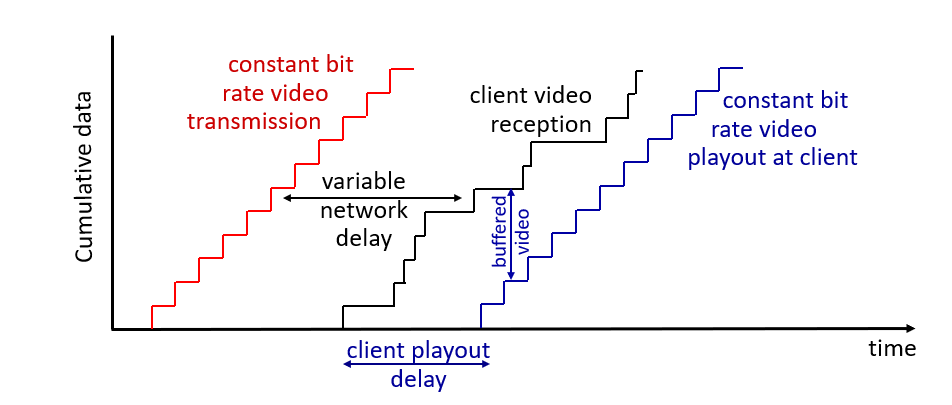 constant bit
rate video
transmission
client video
reception
constant bit
rate video
playout at client
variable
network
delay
buffered
video
Cumulative data
time
client playout
delay